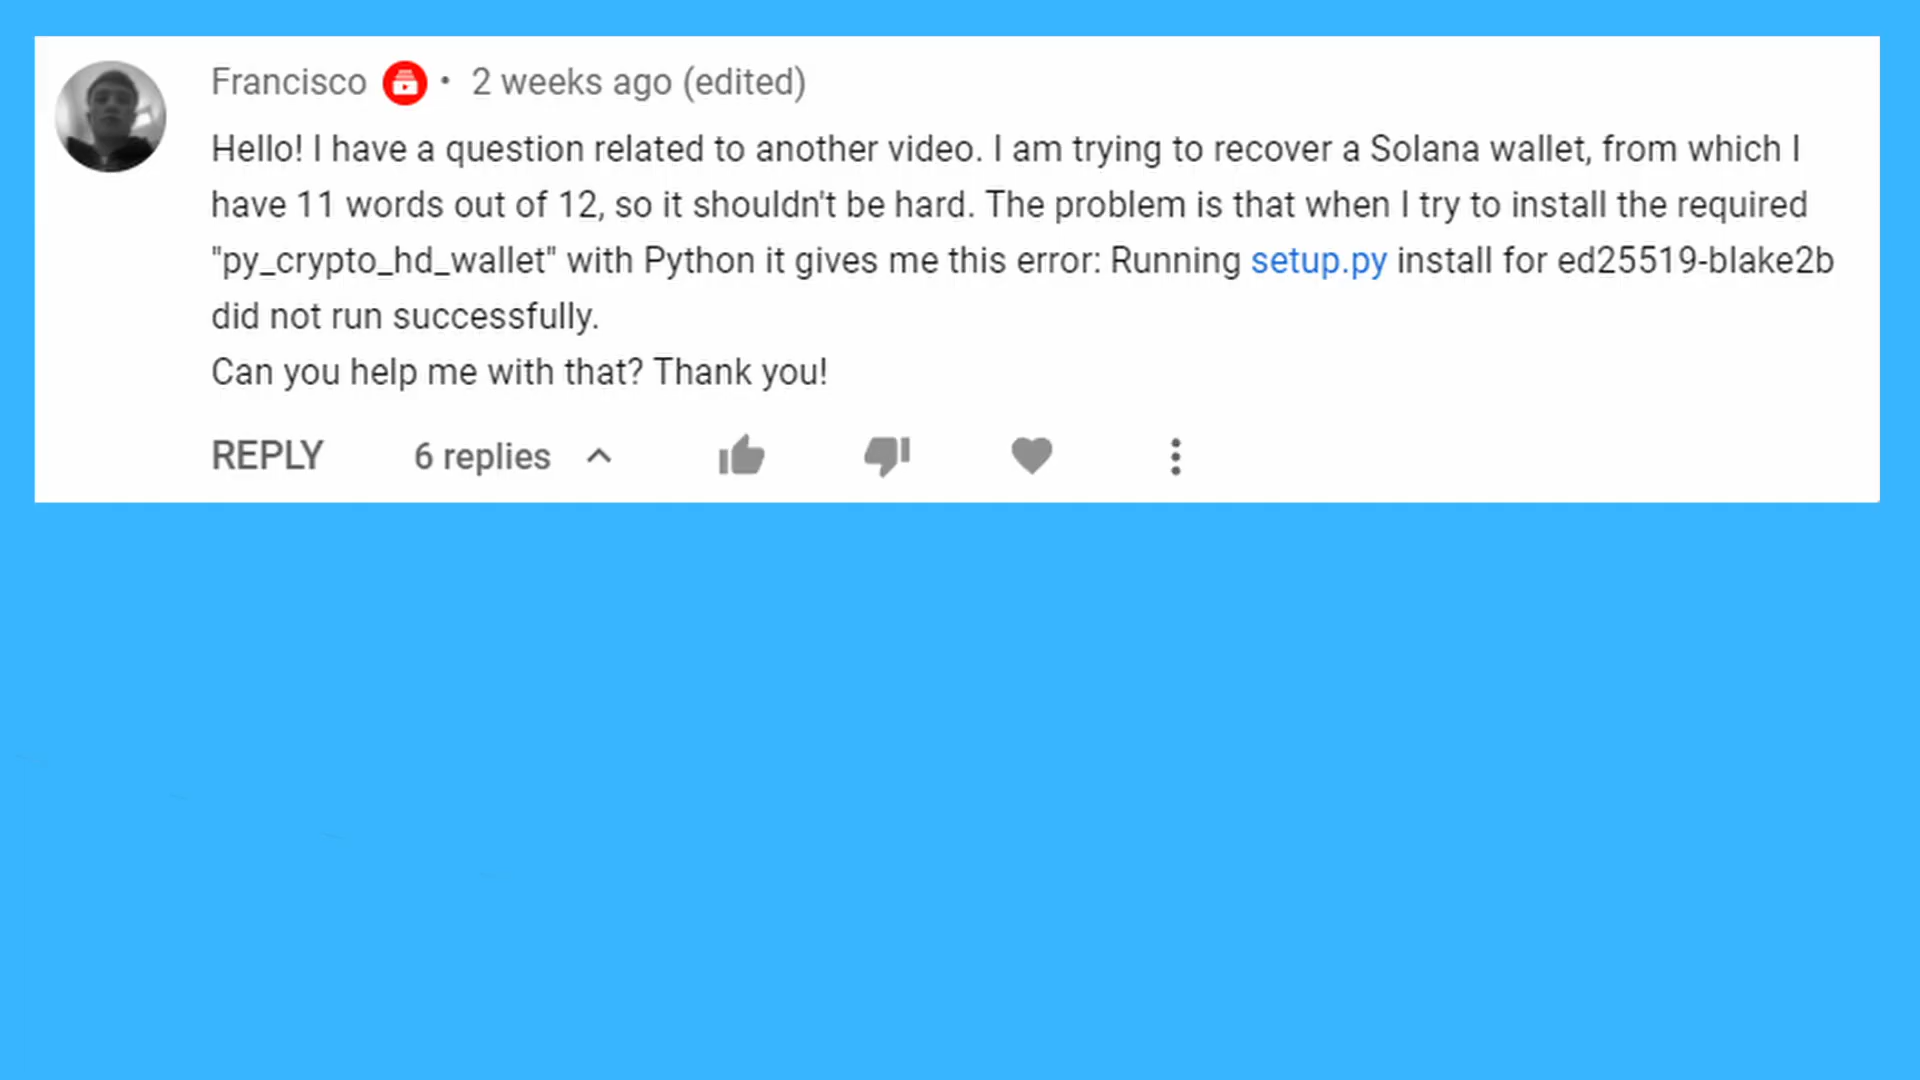 Francisco • 2 weeks ago (edited)
Hello! I have a question related to another video. I am trying to recover a Solana wallet, from which I
have 11 words out of 12, so it shouldn't be hard. The problem is that when I try to install the required
"py_crypto_hd_wallet" with Python it gives me this error: Running setup.py install for ed25519-blake2b
did not run successfully.
Can you help me with that? Thank you!
REPLY 6 replies